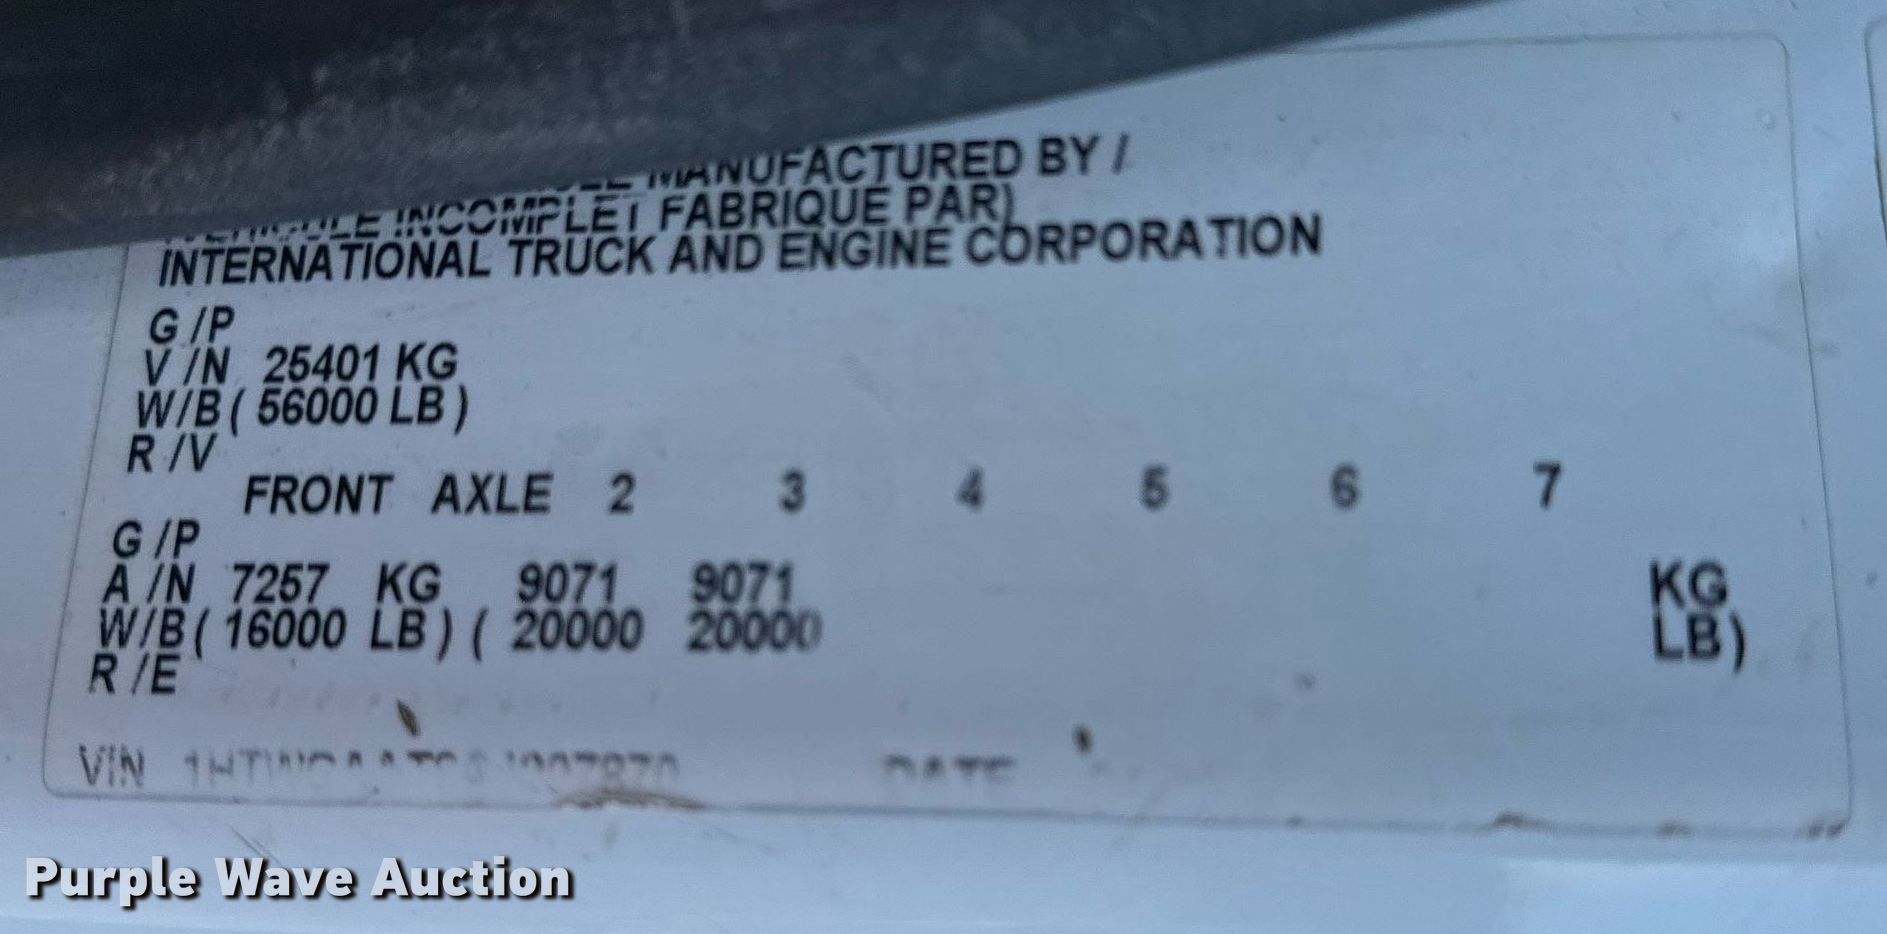 MANUFACTURED BY /
INCOMPLET FABRIQUE PAR)
INTERNATIONAL TRUCK AND ENGINE CORPORATION
G /P
V /N 25401 KG
W/B ( 56000 LB )
R /V
FRONT AXLE 2 3 4 5 6 7
G /P
A /N 7257 KG 9071 9071 KG
W/B ( 16000 LB ) ( 20000 20000 LB )
R /E
VIN
DATE
Purple Wave Auction